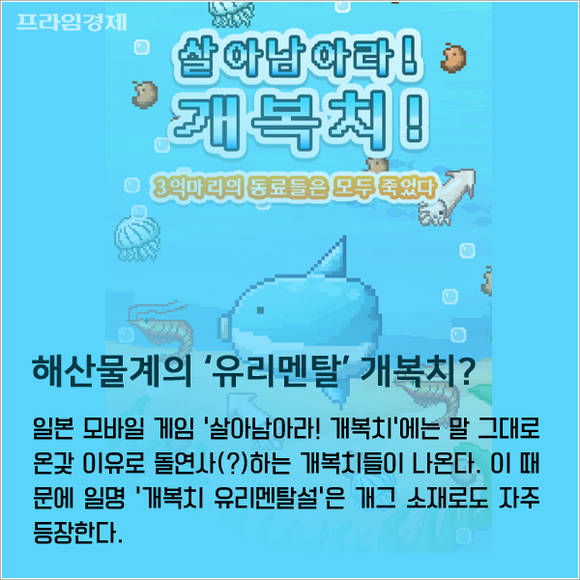 프라임경제
살아남아라!
개복치!
3억마리의 동료들은 모두 죽었다
해산물계의 ‘유리멘탈’ 개복치?
일본 모바일 게임 '살아남아라! 개복치'에는 말 그대로
온갖 이유로 돌연사(?)하는 개복치들이 나온다. 이 때
문에 일명 '개복치 유리멘탈설'은 개그 소재로도 자주
등장한다.